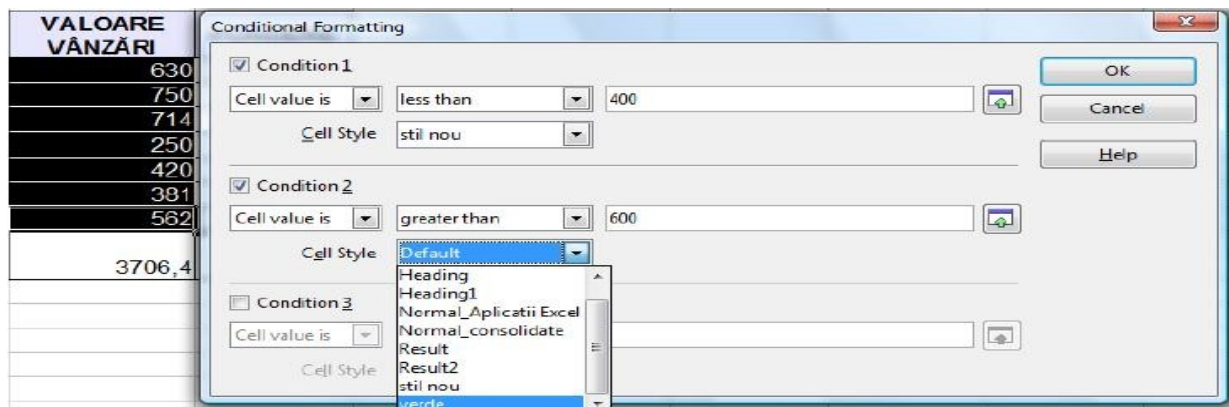 VALOARE
VÂNZĂRI
630
750
714
250
420
381
562
3706,4
Conditional Formatting
Condition 1
Cell value is less than 400
Cell Style stil nou
Condition 2
Cell value is greater than 600
Cell Style Default
Heading
Heading1
Normal_Aplicatii Excel
Normal_consolidate
Result
Result2
stil nou
verde
Condition 3
Cell value is
Cell Style
OK
Cancel
Help